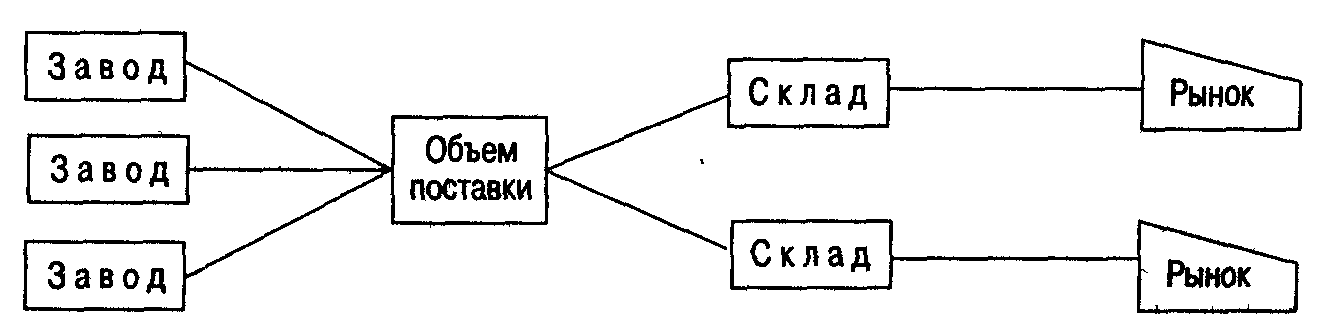 Завод
Завод
Завод
Объем
поставки
Склад
Склад
Рынок
Рынок